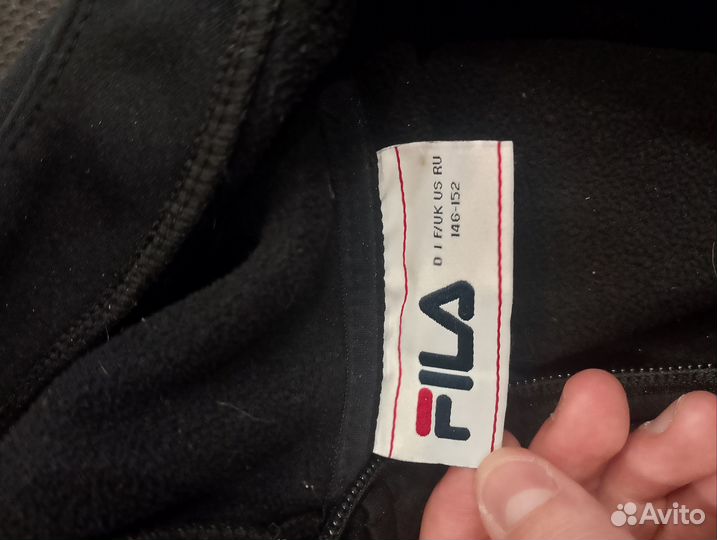 FILA
D I F/UK US RU
146-152
Avito